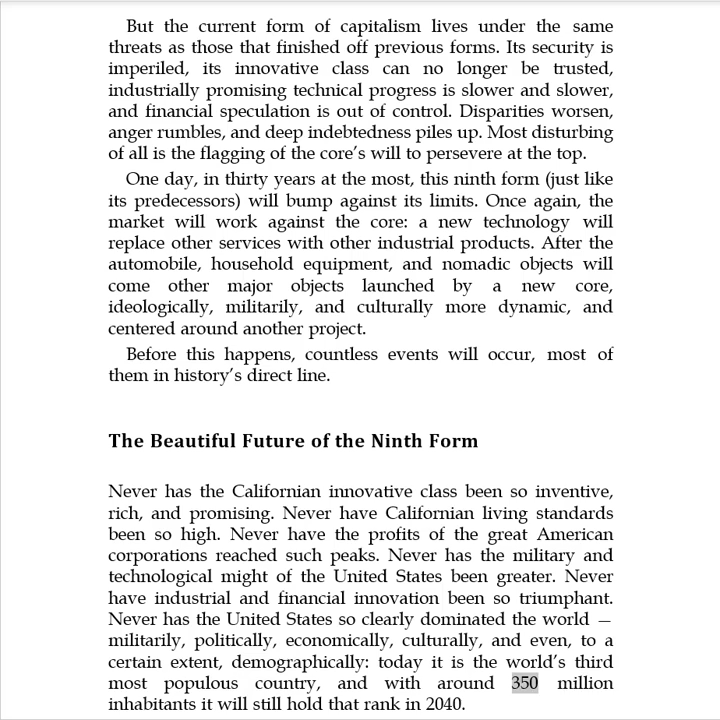 But the current form of capitalism lives under the same
threats as those that finished off previous forms. Its security is
imperiled, its innovative class can no longer be trusted,
industrially promising technical progress is slower and slower,
and financial speculation is out of control. Disparities worsen,
anger rumbles, and deep indebtedness piles up. Most disturbing
of all is the flagging of the core’s will to persevere at the top.
One day, in thirty years at the most, this ninth form (just like
its predecessors) will bump against its limits. Once again, the
market will work against the core: a new technology will
replace other services with other industrial products. After the
automobile, household equipment, and nomadic objects will
come other major objects launched by a new core,
ideologically, militarily, and culturally more dynamic, and
centered around another project.
Before this happens, countless events will occur, most of
them in history’s direct line.
The Beautiful Future of the Ninth Form
Never has the Californian innovative class been so inventive,
rich, and promising. Never have Californian living standards
been so high. Never have the profits of the great American
corporations reached such peaks. Never has the military and
technological might of the United States been greater. Never
have industrial and financial innovation been so triumphant.
Never has the United States so clearly dominated the world —
militarily, politically, economically, culturally, and even, to a
certain extent, demographically: today it is the world’s third
most populous country, and with around 350 million
inhabitants it will still hold that rank in 2040.